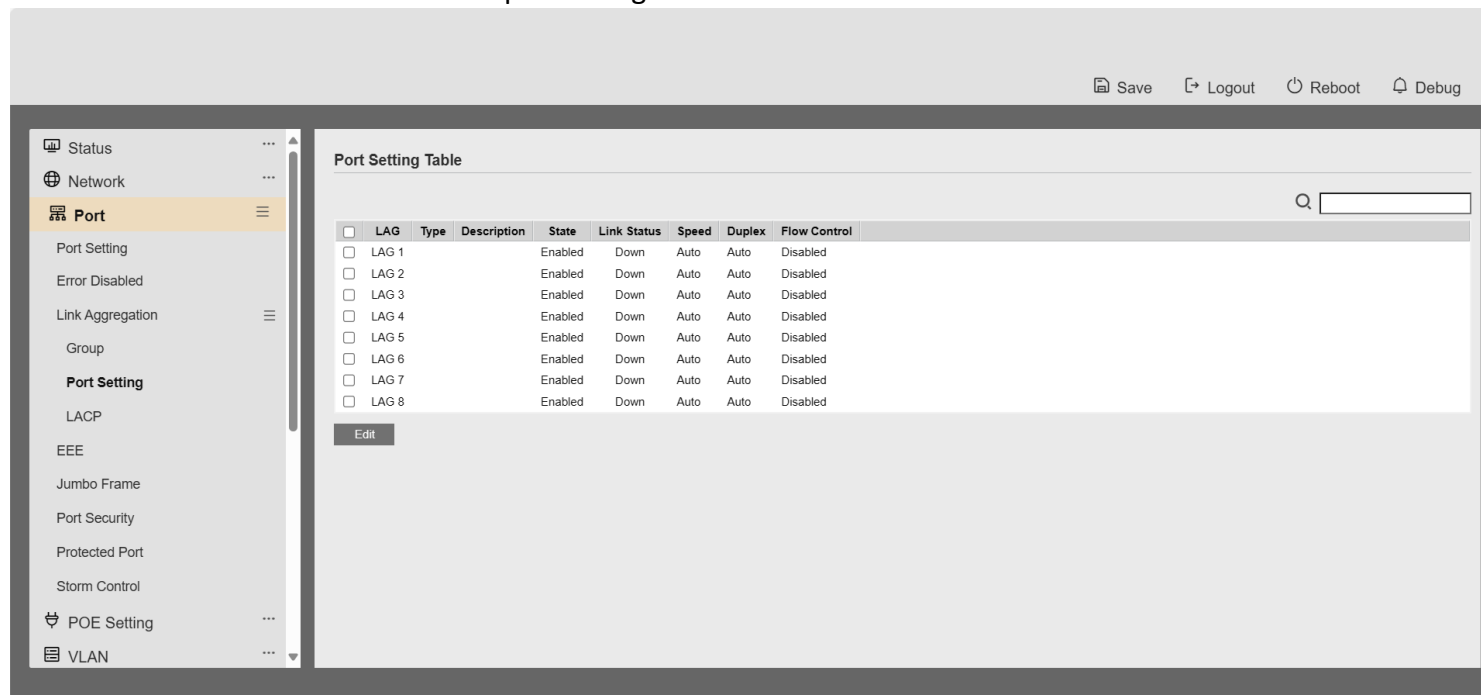 Save Logout Reboot Debug
Status
Network
Port
Port Setting
Error Disabled
Link Aggregation
Group
Port Setting
LACP
EEE
Jumbo Frame
Port Security
Protected Port
Storm Control
POE Setting
VLAN
Port Setting Table
LAG Type Description State Link Status Speed Duplex Flow Control
LAG 1 Enabled Down Auto Auto Disabled
LAG 2 Enabled Down Auto Auto Disabled
LAG 3 Enabled Down Auto Auto Disabled
LAG 4 Enabled Down Auto Auto Disabled
LAG 5 Enabled Down Auto Auto Disabled
LAG 6 Enabled Down Auto Auto Disabled
LAG 7 Enabled Down Auto Auto Disabled
LAG 8 Enabled Down Auto Auto Disabled
Edit